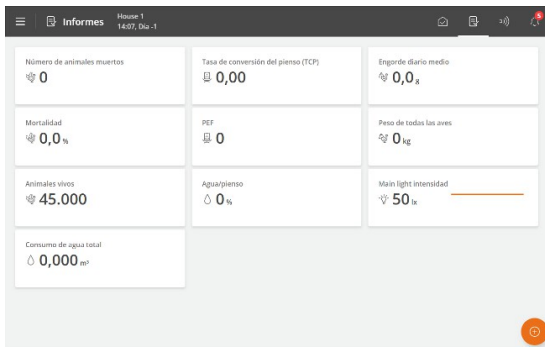 Informes
House 1
14:07, Día -1
5
Número de animales muertos
0
Tasa de conversión del pienso (TCP)
0,00
Engorde diario medio
0,0 g
Mortalidad
0,0 %
PEF
0
Peso de todas las aves
0 kg
Animales vivos
45.000
Agua/pienso
0 %
Main light intensidad
50 lx
Consumo de agua total
0,000 m³